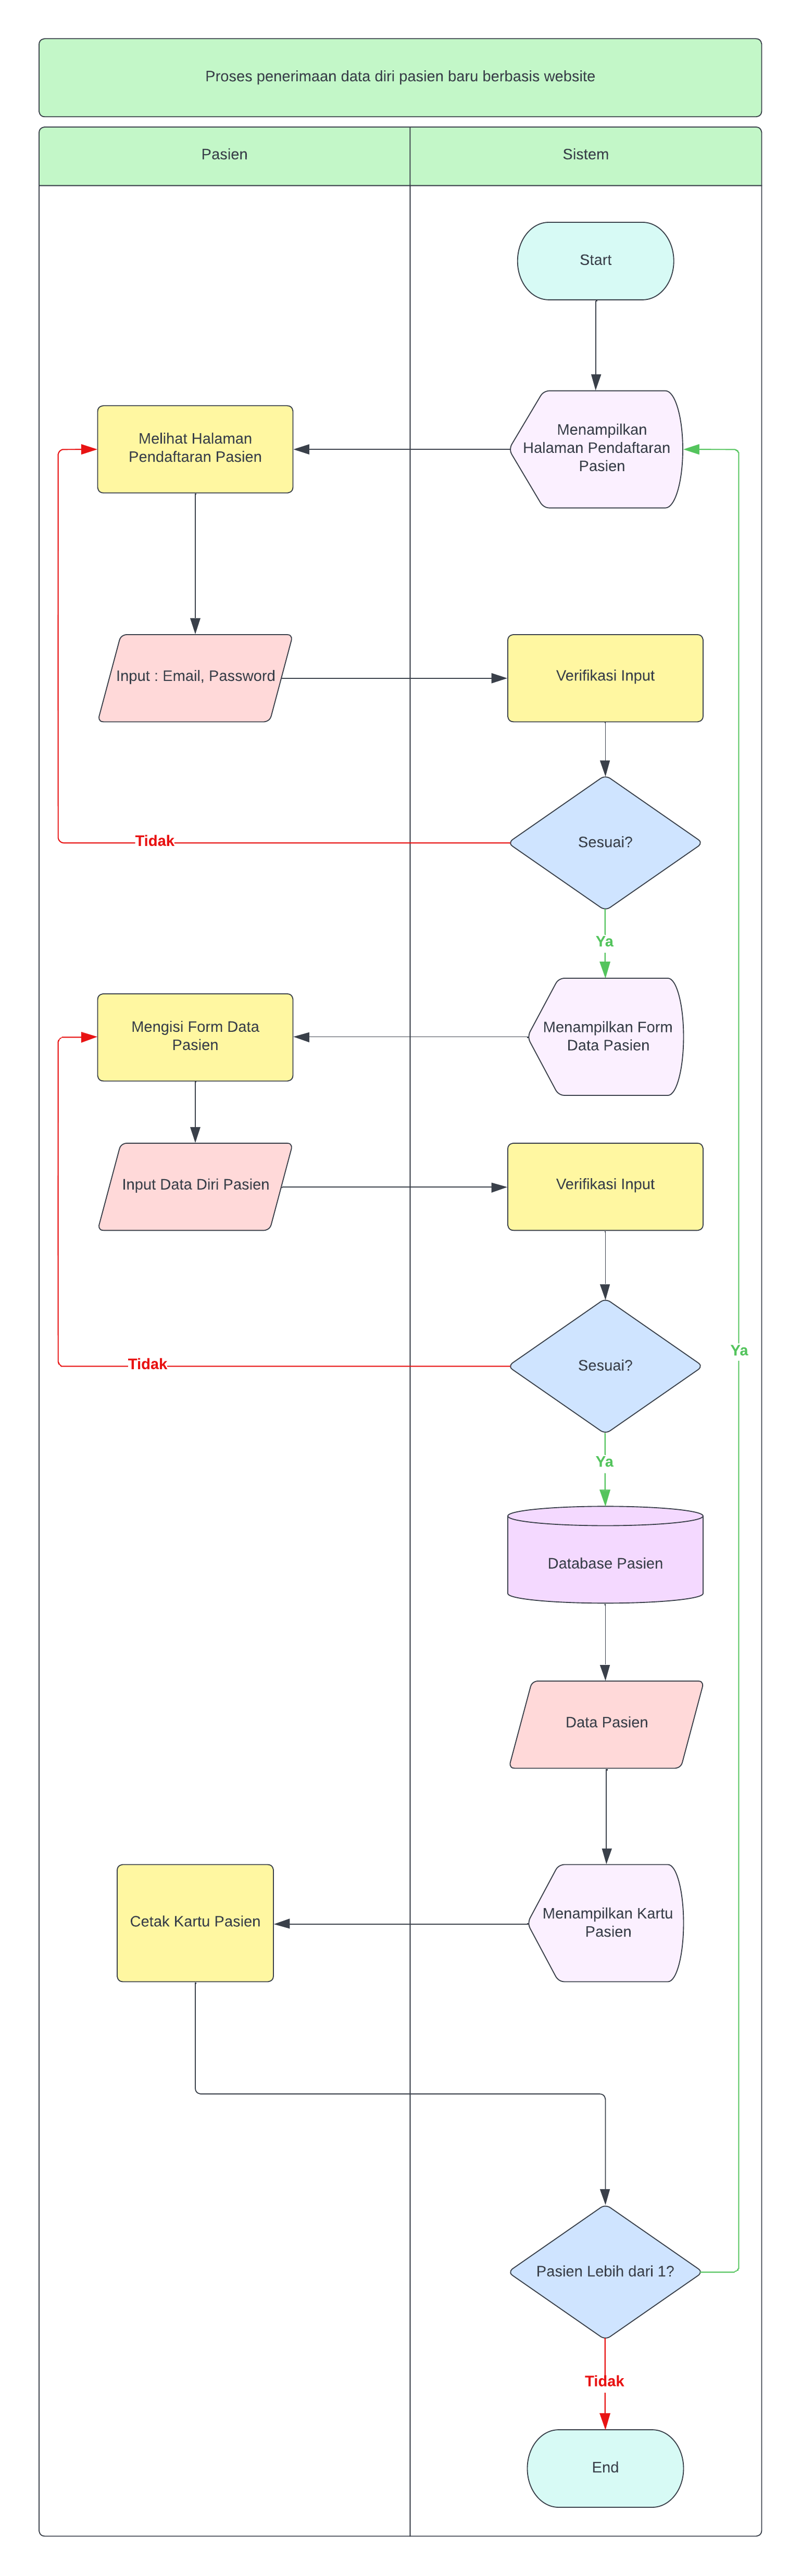 Proses penerimaan data diri pasien baru berbasis website
Pasien
Sistem
Start
Menampilkan
Halaman Pendaftaran
Pasien
Melihat Halaman
Pendaftaran Pasien
Input : Email, Password
Verifikasi Input
Sesuai?
Tidak
Ya
Menampilkan Form
Data Pasien
Mengisi Form Data
Pasien
Input Data Diri Pasien
Verifikasi Input
Sesuai?
Tidak
Ya
Ya
Database Pasien
Data Pasien
Menampilkan Kartu
Pasien
Cetak Kartu Pasien
Pasien Lebih dari 1?
Tidak
End